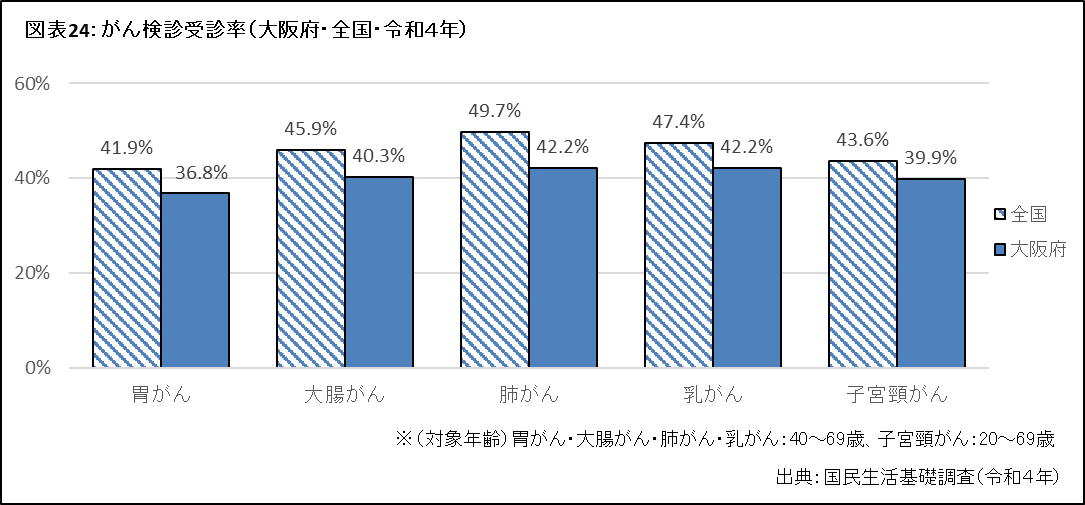 図表24：がん検診受診率（大阪府・全国・令和４年）
60%
40%
20%
0%
41.9%
36.8%
45.9%
40.3%
49.7%
42.2%
47.4%
42.2%
43.6%
39.9%
胃がん
大腸がん
肺がん
乳がん
子宮頸がん
全国
大阪府
※（対象年齢）胃がん・大腸がん・肺がん・乳がん：40～69歳、子宮頸がん：20～69歳
出典：国民生活基礎調査（令和４年）